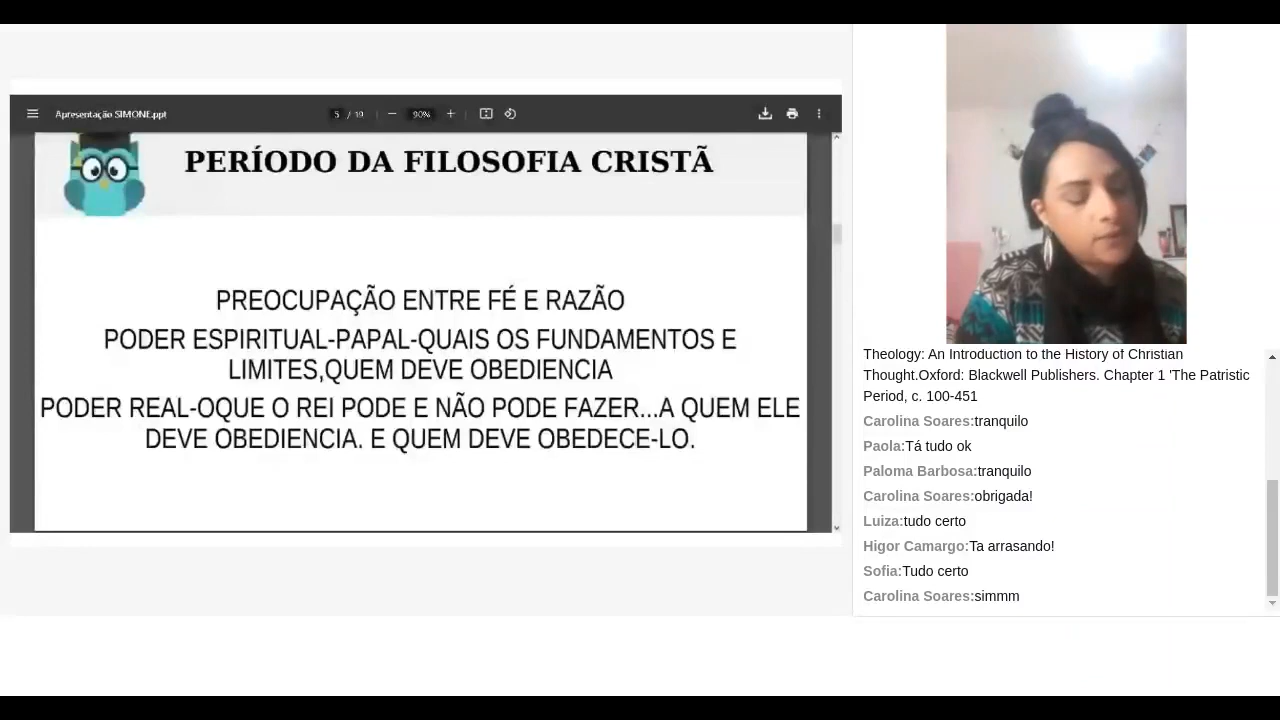 Apresentação SIMONE.ppt
5 / 19
90%
PERÍODO DA FILOSOFIA CRISTÃ
PREOCUPAÇÃO ENTRE FÉ E RAZÃO
PODER ESPIRITUAL-PAPAL-QUAIS OS FUNDAMENTOS E
LIMITES,QUEM DEVE OBEDIENCIA
PODER REAL-OQUE O REI PODE E NÃO PODE FAZER...A QUEM ELE
DEVE OBEDIENCIA. E QUEM DEVE OBEDECE-LO.
Theology: An Introduction to the History of Christian
Thought.Oxford: Blackwell Publishers. Chapter 1 'The Patristic
Period, c. 100-451
Carolina Soares:tranquilo
Paola:Tá tudo ok
Paloma Barbosa:tranquilo
Carolina Soares:obrigada!
Luiza:tudo certo
Higor Camargo:Ta arrasando!
Sofia:Tudo certo
Carolina Soares:simmm